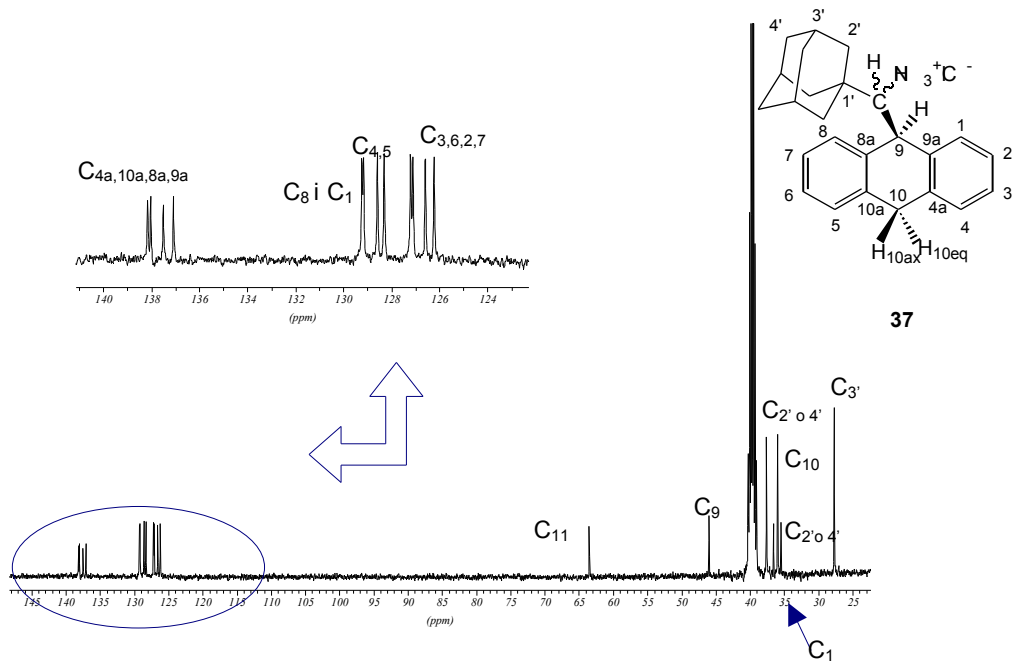 3'
4'
2'
H
N
3
+
C
-
1'
C
H
8
8a
9
9a
1
7
2
6
3
10
10a
4a
5
4
H10ax
H10eq
37
C4a,10a,8a,9a
C8 i C1
C4,5
C3,6,2,7
140 138 136 134 132 130 128 126 124
(ppm)
C11
C9
C2' o 4'
C10
C2'o 4'
C3'
145 140 135 130 125 120 115 110 105 100 95 90 85 80 75 70 65 60 55 50 45 40 35 30 25
(ppm)
C1